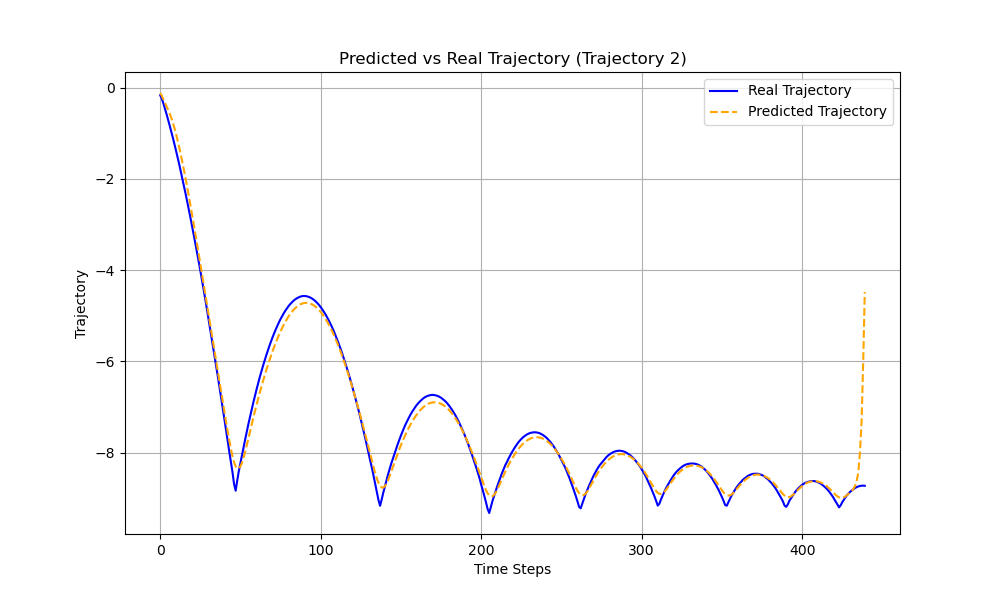 Predicted vs Real Trajectory (Trajectory 2)
Real Trajectory
Predicted Trajectory
Trajectory
0
−2
−4
−6
−8
0 100 200 300 400
Time Steps